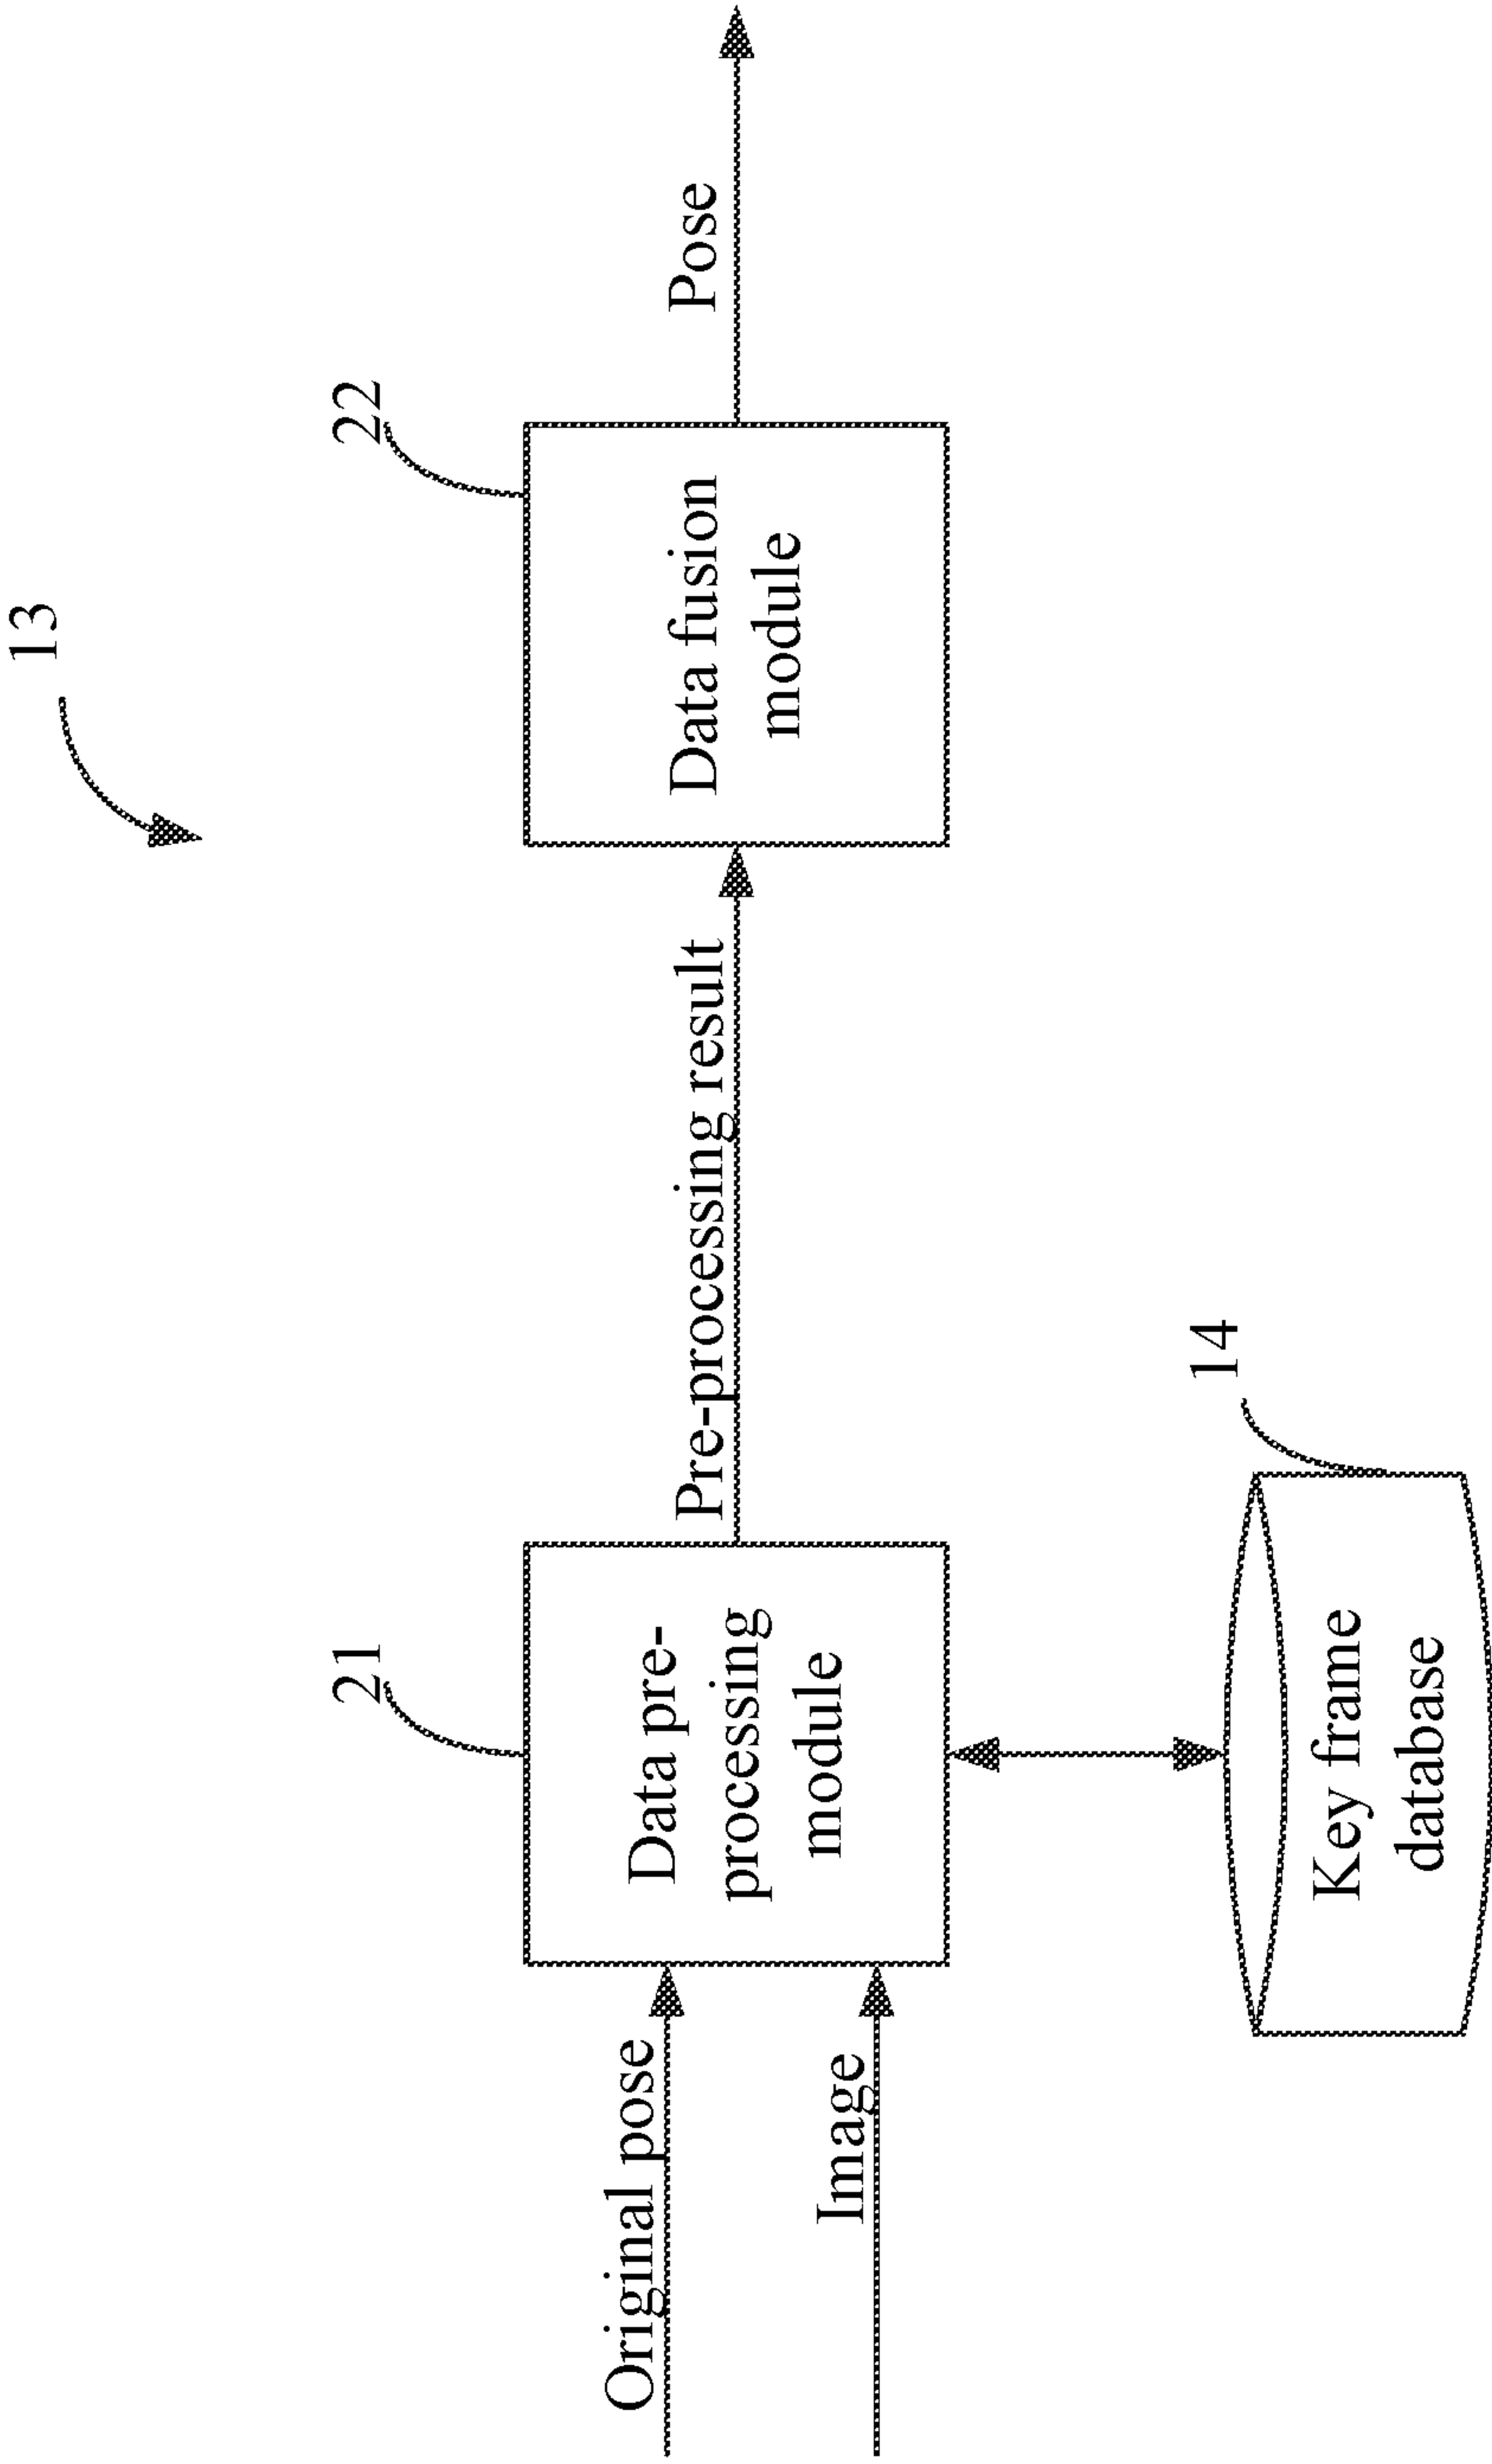 13
21
22
Original pose
Image
Data pre-
processing
module
Pre-processing result
Data fusion
module
Pose
14
Key frame
database